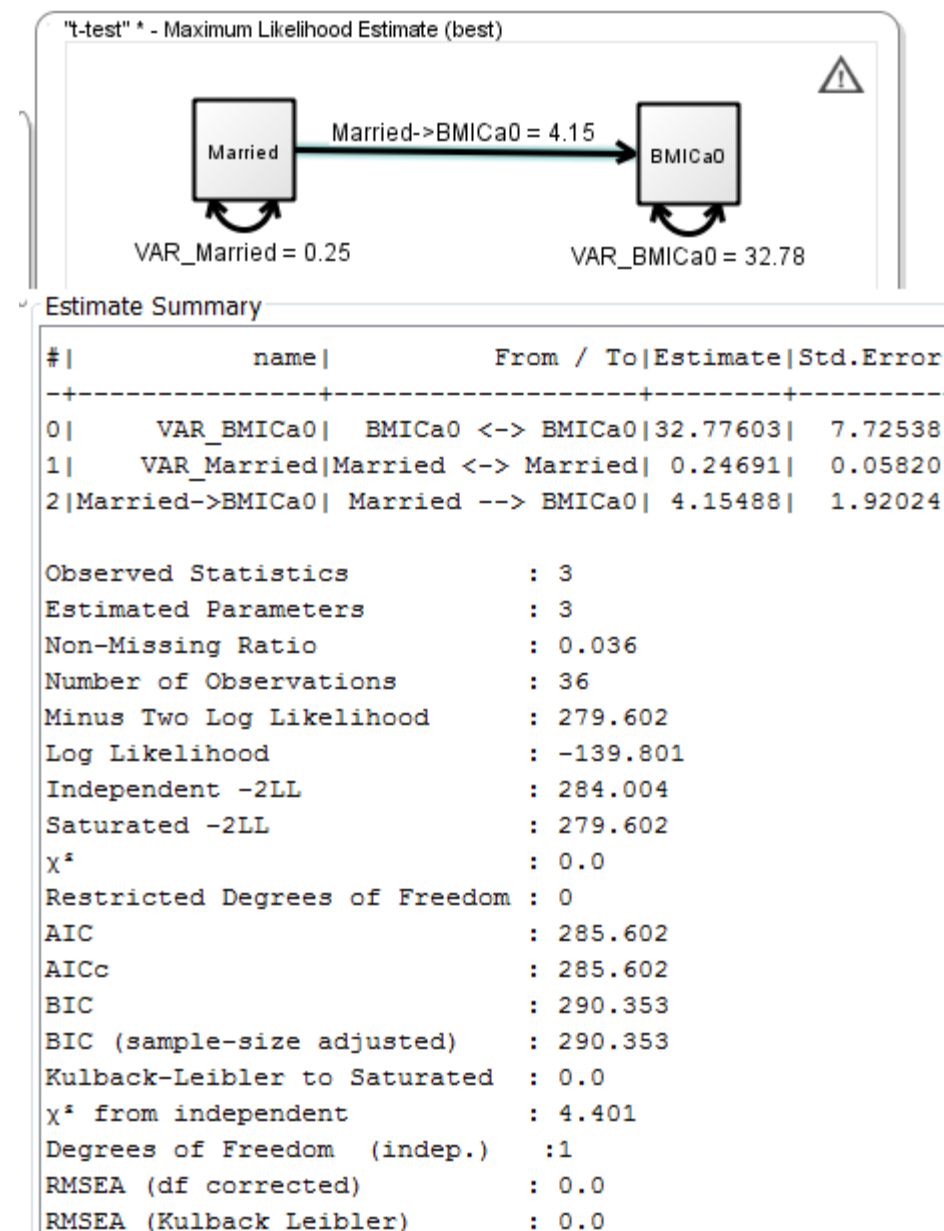 "t-test" * - Maximum Likelihood Estimate (best)
Married->BMICa0 = 4.15
Married
BMICa0
VAR_Married = 0.25
VAR_BMICa0 = 32.78
Estimate Summary
#|           name|            From / To|Estimate|Std.Error
-+---------------+--------------------+--------+---------
0|     VAR_BMICa0|  BMICa0 <-> BMICa0|32.77603|  7.72538
1|    VAR_Married|Married <-> Married| 0.24691|  0.05820
2|Married->BMICa0| Married --> BMICa0| 4.15488|  1.92024
Observed Statistics            : 3
Estimated Parameters           : 3
Non-Missing Ratio              : 0.036
Number of Observations         : 36
Minus Two Log Likelihood       : 279.602
Log Likelihood                 : -139.801
Independent -2LL               : 284.004
Saturated -2LL                 : 279.602
χ²                             : 0.0
Restricted Degrees of Freedom : 0
AIC                            : 285.602
AICc                           : 285.602
BIC                            : 290.353
BIC (sample-size adjusted)     : 290.353
Kulback-Leibler to Saturated   : 0.0
χ² from independent            : 4.401
Degrees of Freedom  (indep.)    :1
RMSEA (df corrected)           : 0.0
RMSEA (Kulback Leibler)        : 0.0